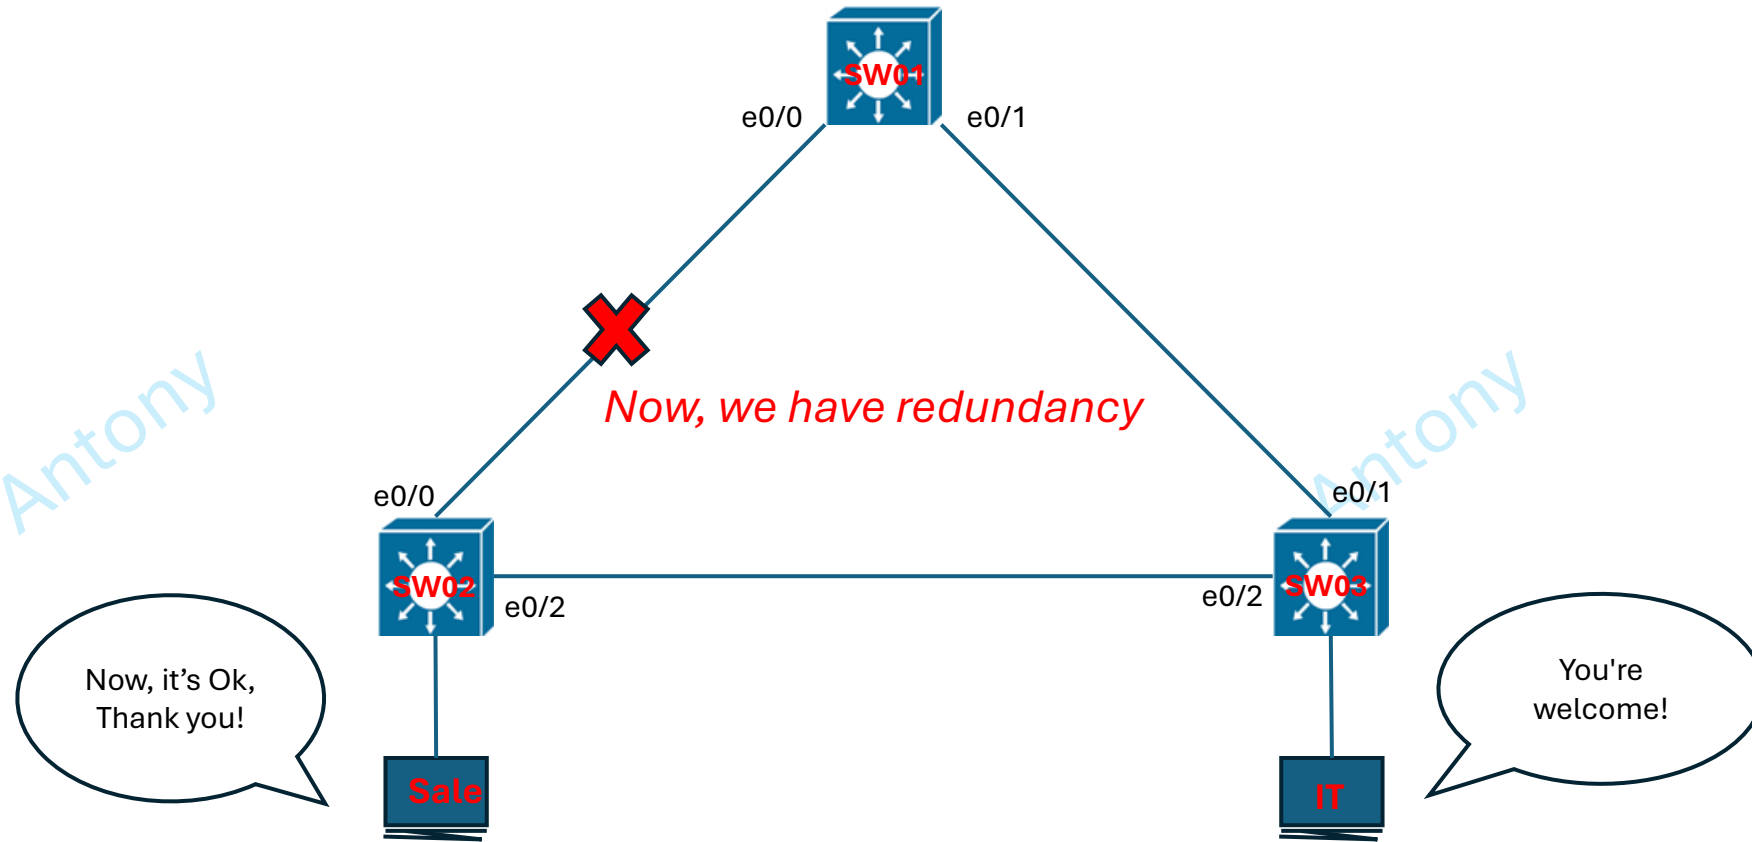 SW01
e0/0
e0/1
Now, we have redundancy
Antony
Antony
e0/0
e0/1
SW02
SW03
e0/2
e0/2
Now, it’s Ok,
Thank you!
You're
welcome!
Sale
IT